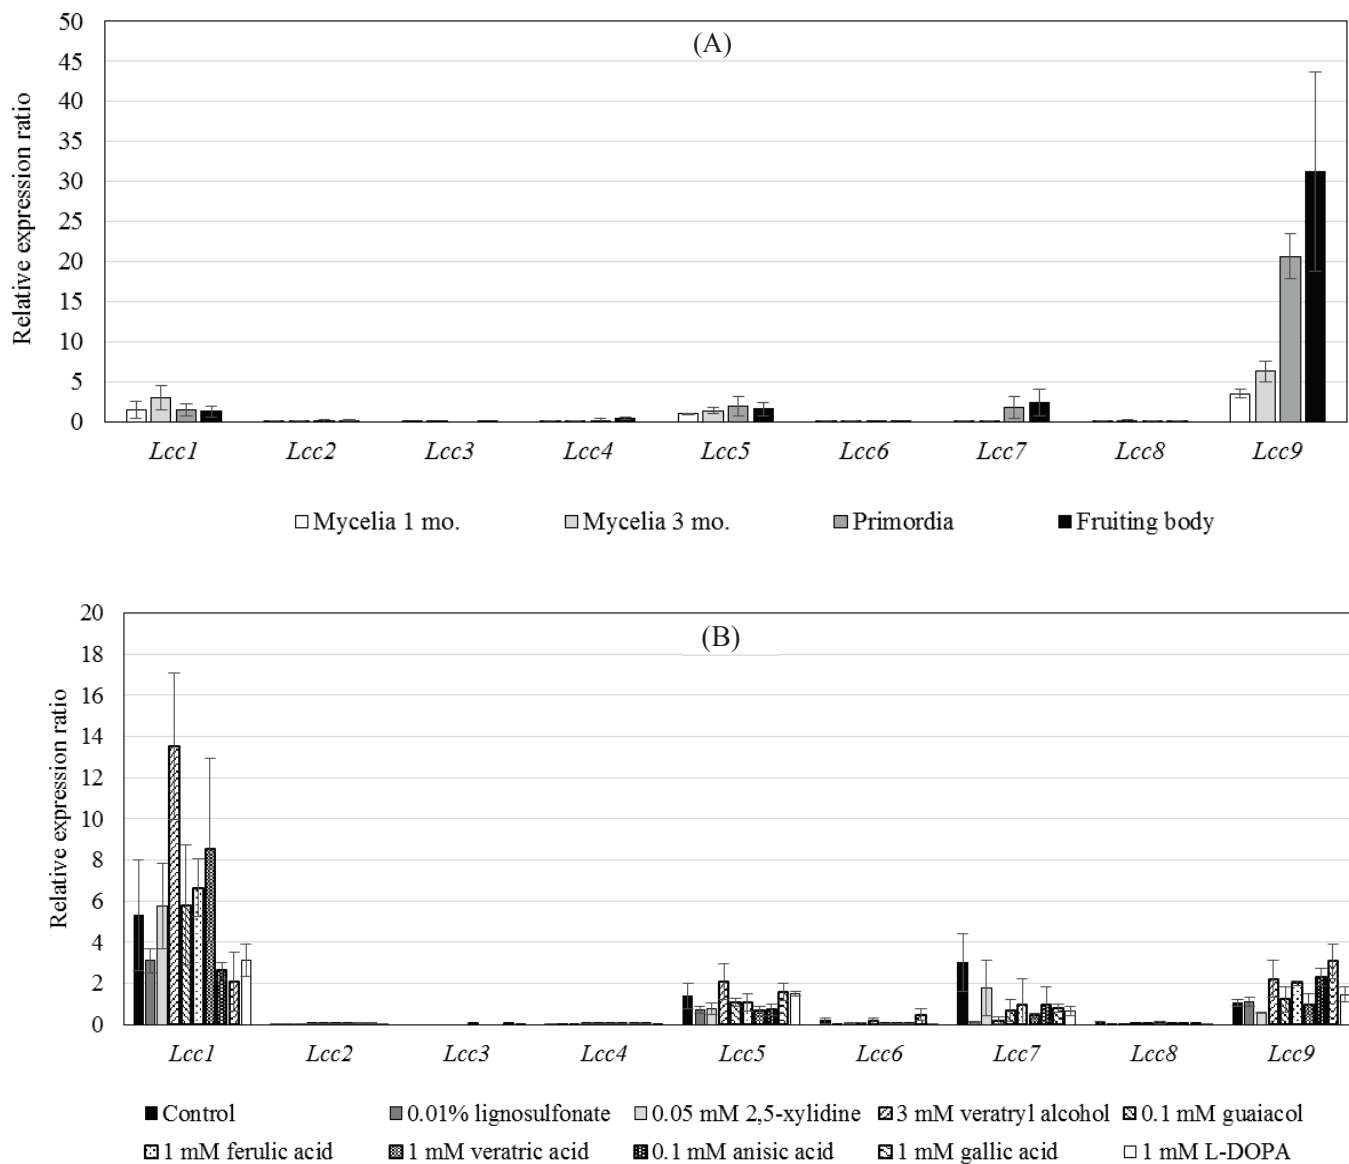 (A)
Relative expression ratio
50
45
40
35
30
25
20
15
10
5
0
Lcc1 Lcc2 Lcc3 Lcc4 Lcc5 Lcc6 Lcc7 Lcc8 Lcc9
Mycelia 1 mo. Mycelia 3 mo. Primordia Fruiting body
(B)
Relative expression ratio
20
18
16
14
12
10
8
6
4
2
0
Lcc1 Lcc2 Lcc3 Lcc4 Lcc5 Lcc6 Lcc7 Lcc8 Lcc9
Control 0.01% lignosulfonate 0.05 mM 2,5-xylidine 3 mM veratryl alcohol 0.1 mM guaiacol
1 mM ferulic acid 1 mM veratric acid 0.1 mM anisic acid 1 mM gallic acid 1 mM L-DOPA